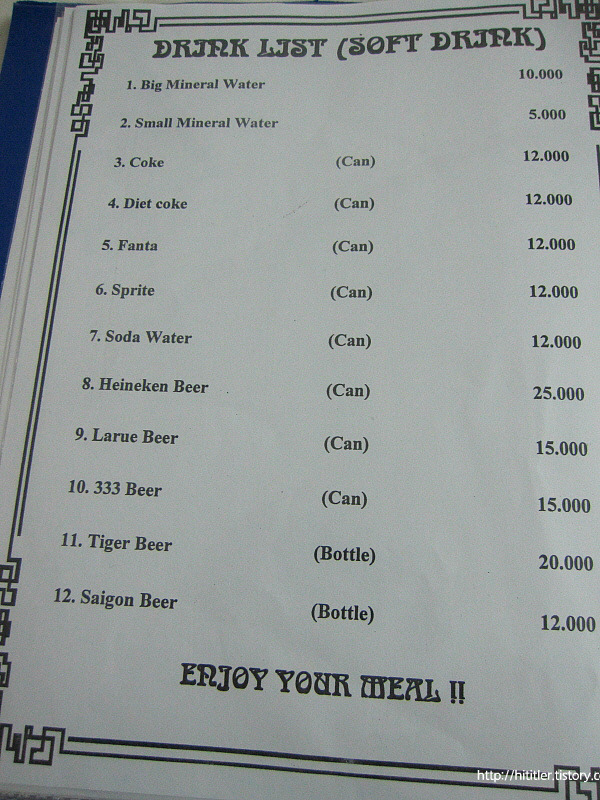 DRINK LIST (SOFT DRINK)
1. Big Mineral Water 10.000
2. Small Mineral Water 5.000
3. Coke (Can) 12.000
4. Diet coke (Can) 12.000
5. Fanta (Can) 12.000
6. Sprite (Can) 12.000
7. Soda Water (Can) 12.000
8. Heineken Beer (Can) 25.000
9. Larue Beer (Can) 15.000
10. 333 Beer (Can) 15.000
11. Tiger Beer (Bottle) 20.000
12. Saigon Beer (Bottle) 12.000
ENJOY YOUR MEAL !!
http://hititler.tistory.c